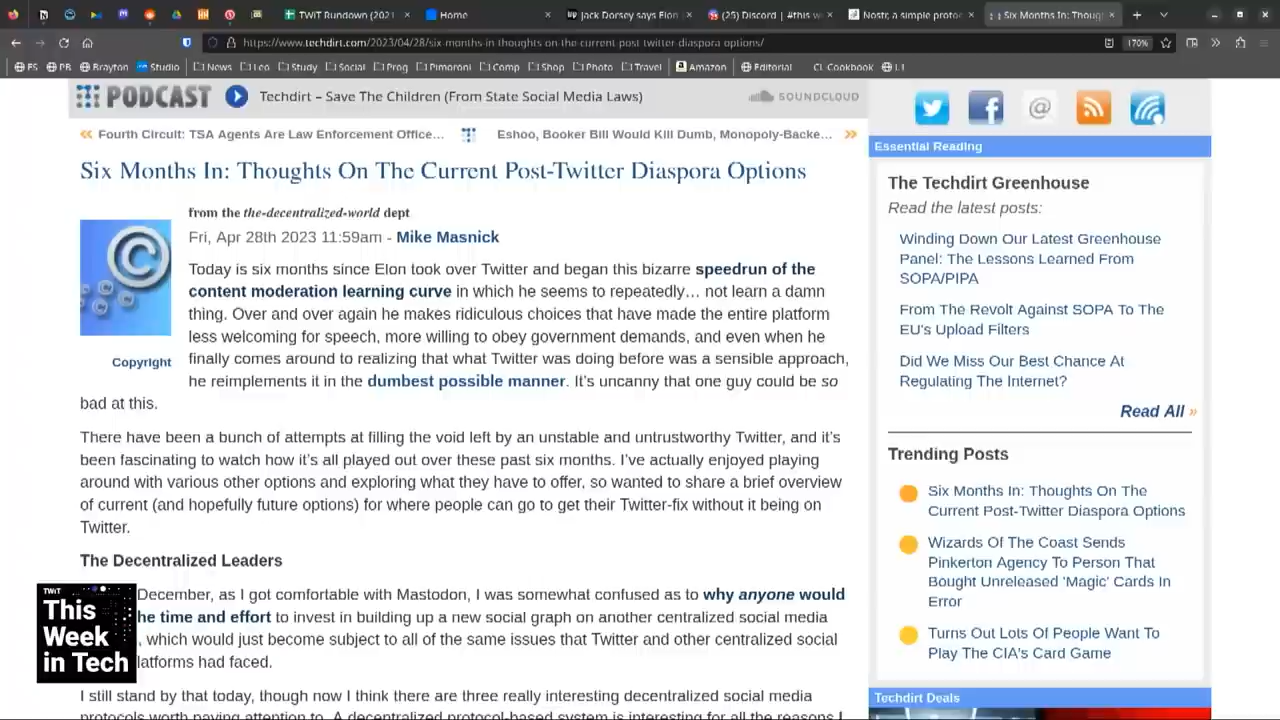 TWiT Rundown (2021
Home
Jack Dorsey says Elon
(25) Discord | #this w
Nostr, a simple proto
Six Months In: Thoug
https://www.techdirt.com/2023/04/28/six-months-in-thoughts-on-the-current-post-twitter-diaspora-options/
170%
FS PB Brayton Studio News Leo Study Social Prog Pimoroni Comp Shop Photo Travel Amazon Editorial CL Cookbook L1
PODCAST Techdirt – Save The Children (From State Social Media Laws) SOUNDCLOUD
Fourth Circuit: TSA Agents Are Law Enforcement Office...
Eshoo, Booker Bill Would Kill Dumb, Monopoly-Backe...
Six Months In: Thoughts On The Current Post-Twitter Diaspora Options
from the the-decentralized-world dept
Fri, Apr 28th 2023 11:59am - Mike Masnick
Copyright
Today is six months since Elon took over Twitter and began this bizarre speedrun of the
content moderation learning curve in which he seems to repeatedly… not learn a damn
thing. Over and over again he makes ridiculous choices that have made the entire platform
less welcoming for speech, more willing to obey government demands, and even when he
finally comes around to realizing that what Twitter was doing before was a sensible approach,
he reimplements it in the dumbest possible manner. It's uncanny that one guy could be so
bad at this.
There have been a bunch of attempts at filling the void left by an unstable and untrustworthy Twitter, and it's
been fascinating to watch how it's all played out over these past six months. I've actually enjoyed playing
around with various other options and exploring what they have to offer, so wanted to share a brief overview
of current (and hopefully future options) for where people can go to get their Twitter-fix without it being on
Twitter.
The Decentralized Leaders
December, as I got comfortable with Mastodon, I was somewhat confused as to why anyone would
he time and effort to invest in building up a new social graph on another centralized social media
, which would just become subject to all of the same issues that Twitter and other centralized social
latforms had faced.
I still stand by that today, though now I think there are three really interesting decentralized social media
protocols worth paying attention to. A decentralized protocol-based system is interesting for all the reasons I
TWiT
This
Week
in Tech
Essential Reading
The Techdirt Greenhouse
Read the latest posts:
Winding Down Our Latest Greenhouse
Panel: The Lessons Learned From
SOPA/PIPA
From The Revolt Against SOPA To The
EU's Upload Filters
Did We Miss Our Best Chance At
Regulating The Internet?
Read All »
Trending Posts
Six Months In: Thoughts On The
Current Post-Twitter Diaspora Options
Wizards Of The Coast Sends
Pinkerton Agency To Person That
Bought Unreleased 'Magic' Cards In
Error
Turns Out Lots Of People Want To
Play The CIA's Card Game
Techdirt Deals